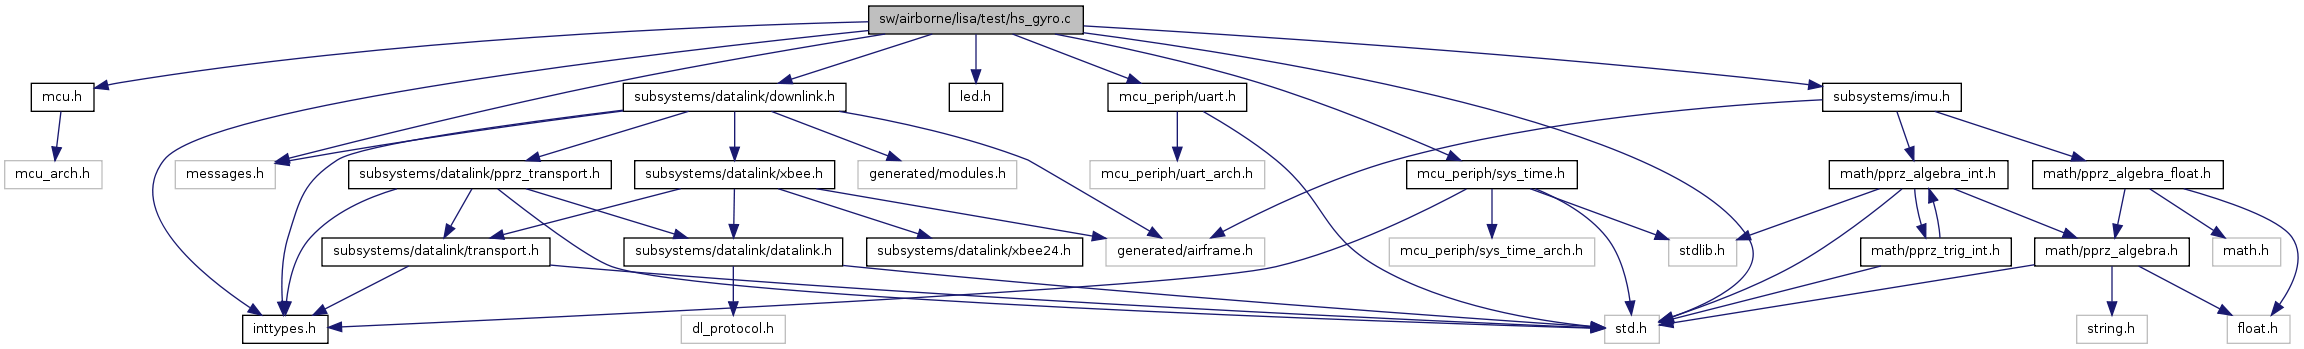 sw/airborne/lisa/test/hs_gyro.c
mcu.h
subsystems/datalink/downlink.h
led.h
mcu_periph/uart.h
subsystems/imu.h
mcu_arch.h
messages.h
subsystems/datalink/pprz_transport.h
subsystems/datalink/xbee.h
generated/modules.h
mcu_periph/uart_arch.h
mcu_periph/sys_time.h
math/pprz_algebra_int.h
math/pprz_algebra_float.h
subsystems/datalink/transport.h
subsystems/datalink/datalink.h
subsystems/datalink/xbee24.h
generated/airframe.h
mcu_periph/sys_time_arch.h
stdlib.h
math/pprz_trig_int.h
math/pprz_algebra.h
math.h
inttypes.h
dl_protocol.h
std.h
string.h
float.h